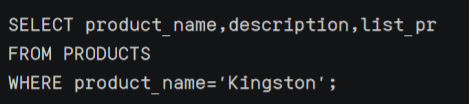 SELECT product_name,description,list_pr
FROM PRODUCTS
WHERE product_name='Kingston';